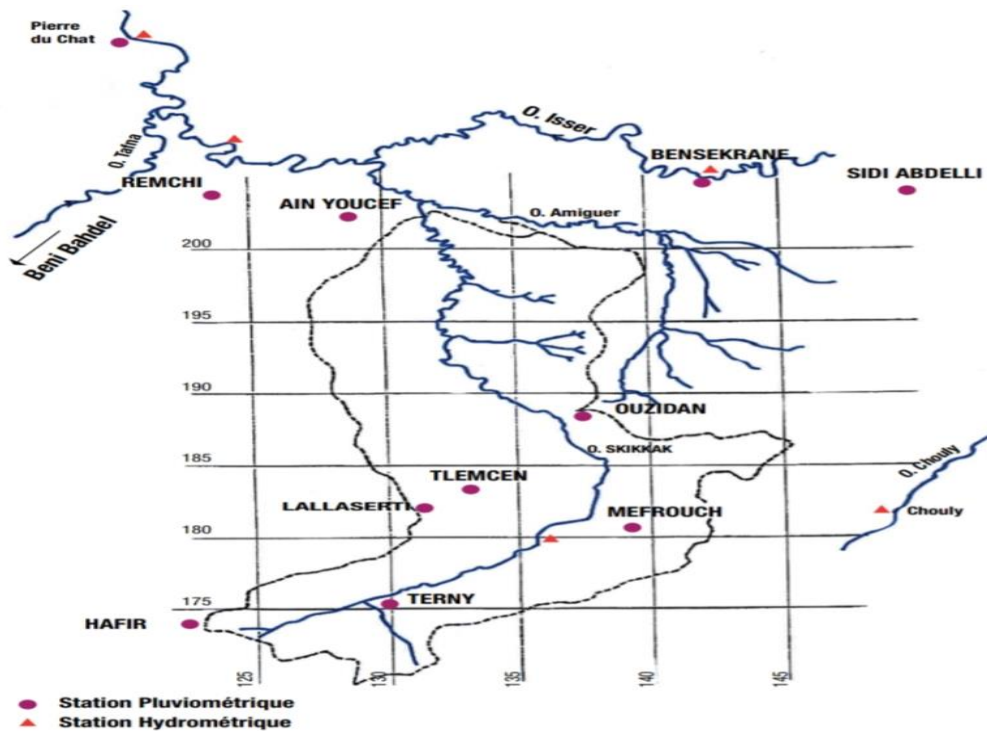 Pierre
du Chat
O. Tafna
O. Isser
BENSEKRANE
SIDI ABDELLI
REMCHI
AIN YOUCEF
O. Amiguer
Beni Bahdel
200
195
190
OUZIDAN
O. SKIKKAK
185
TLEMCEN
O. Chouly
LALLASERTI
MEFROUCH
Chouly
180
175
TERNY
HAFIR
125
130
135
140
145
Station Pluviométrique
Station Hydrométrique